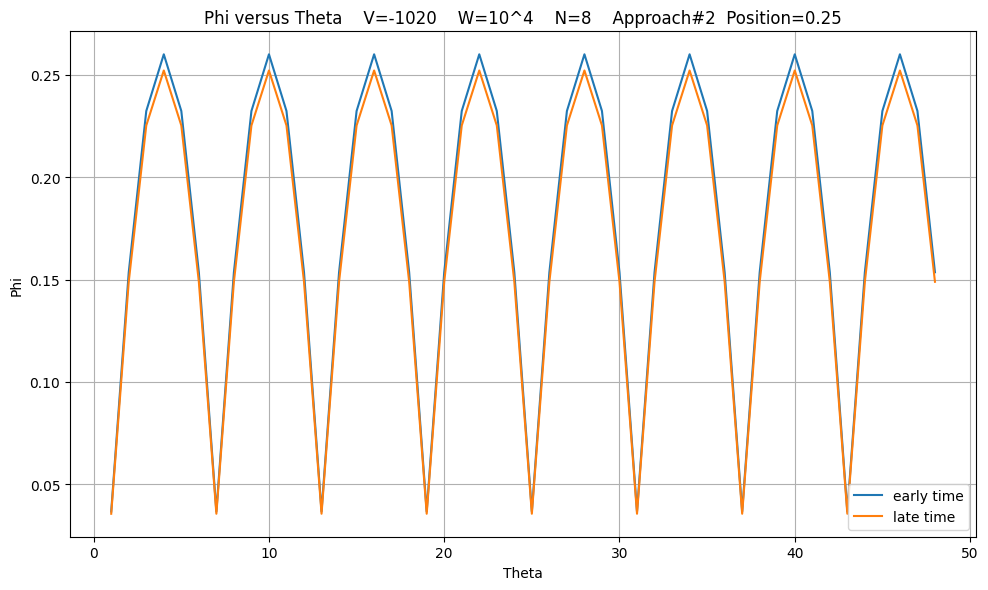 Phi versus Theta    V=-1020    W=10^4    N=8    Approach#2  Position=0.25
Phi
0.25
0.20
0.15
0.10
0.05
0
10
20
30
40
50
Theta
early time
late time